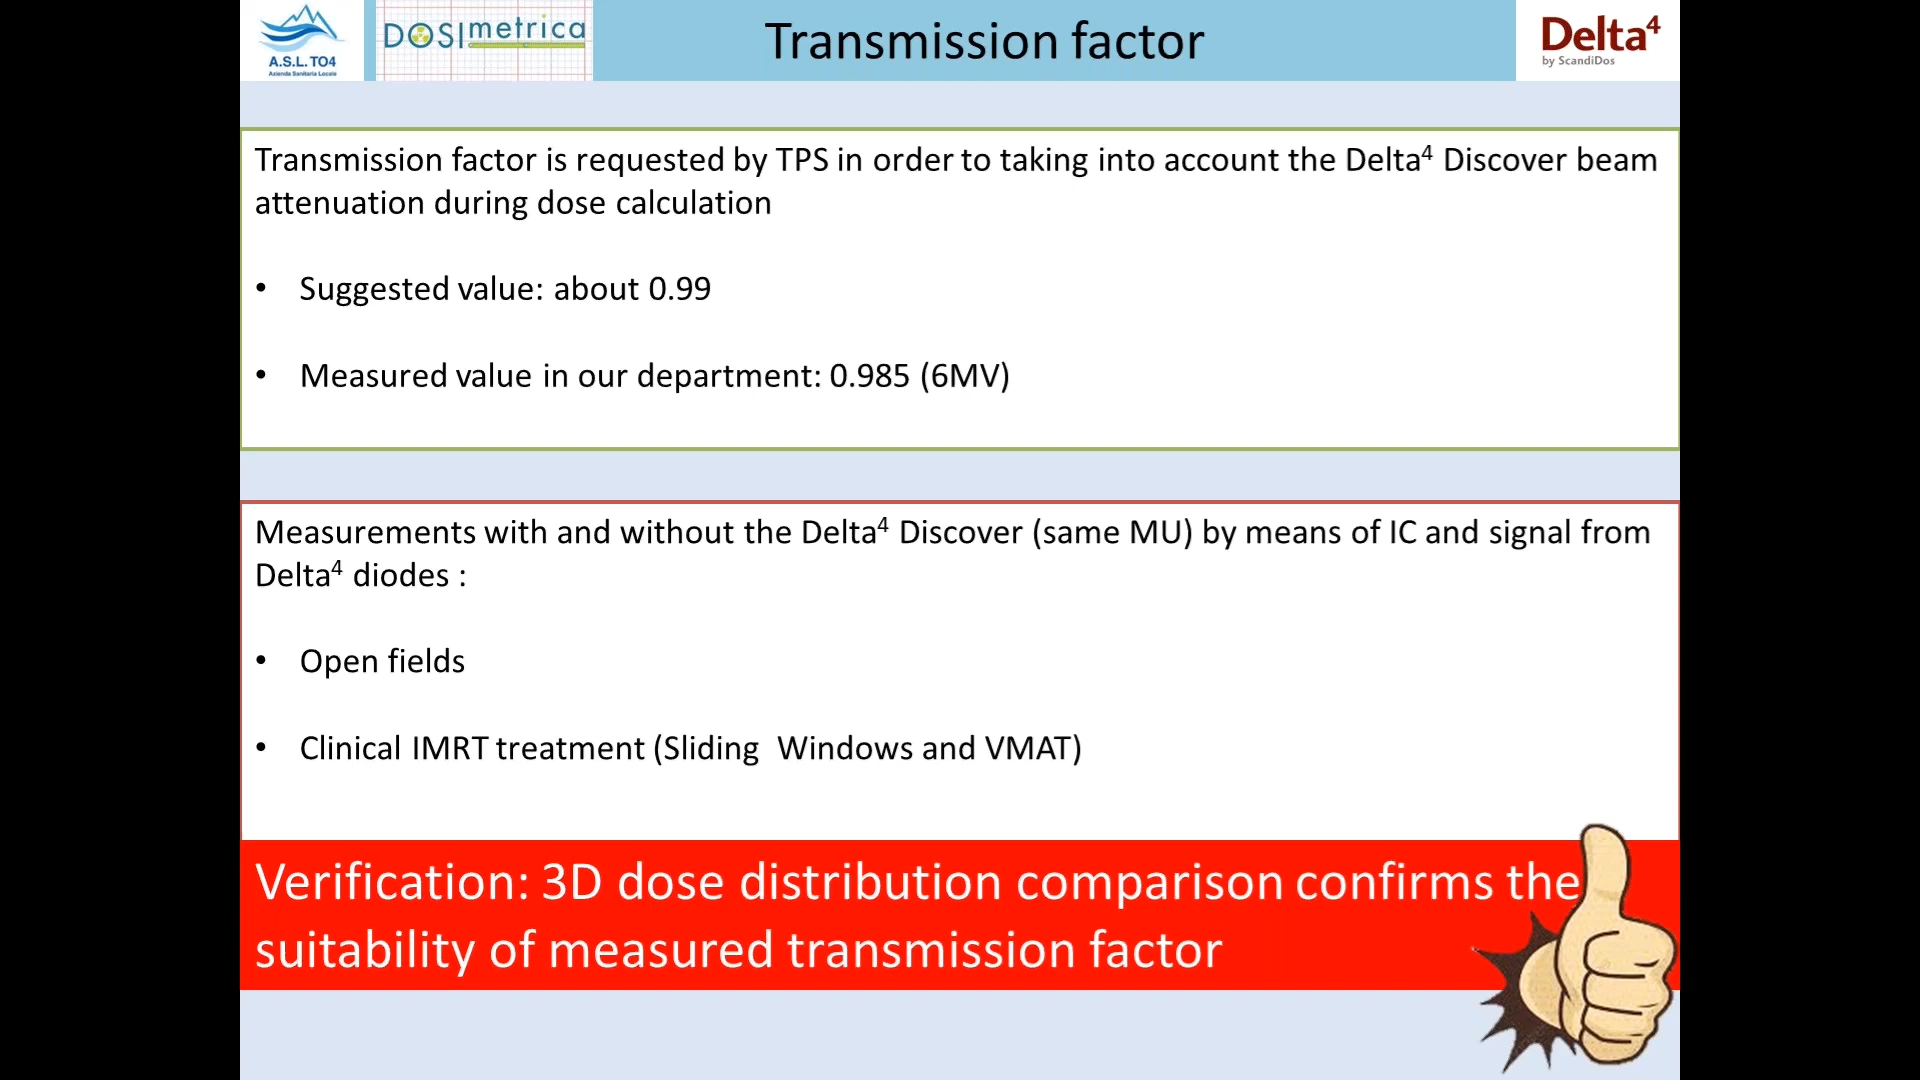 A.S.L. TO4
Azienda Sanitaria Locale
DOSImetrica
Transmission factor
Delta⁴
by ScandiDos
Transmission factor is requested by TPS in order to taking into account the Delta⁴ Discover beam
attenuation during dose calculation
• Suggested value: about 0.99
• Measured value in our department: 0.985 (6MV)
Measurements with and without the Delta⁴ Discover (same MU) by means of IC and signal from
Delta⁴ diodes :
• Open fields
• Clinical IMRT treatment (Sliding  Windows and VMAT)
Verification: 3D dose distribution comparison confirms the
suitability of measured transmission factor